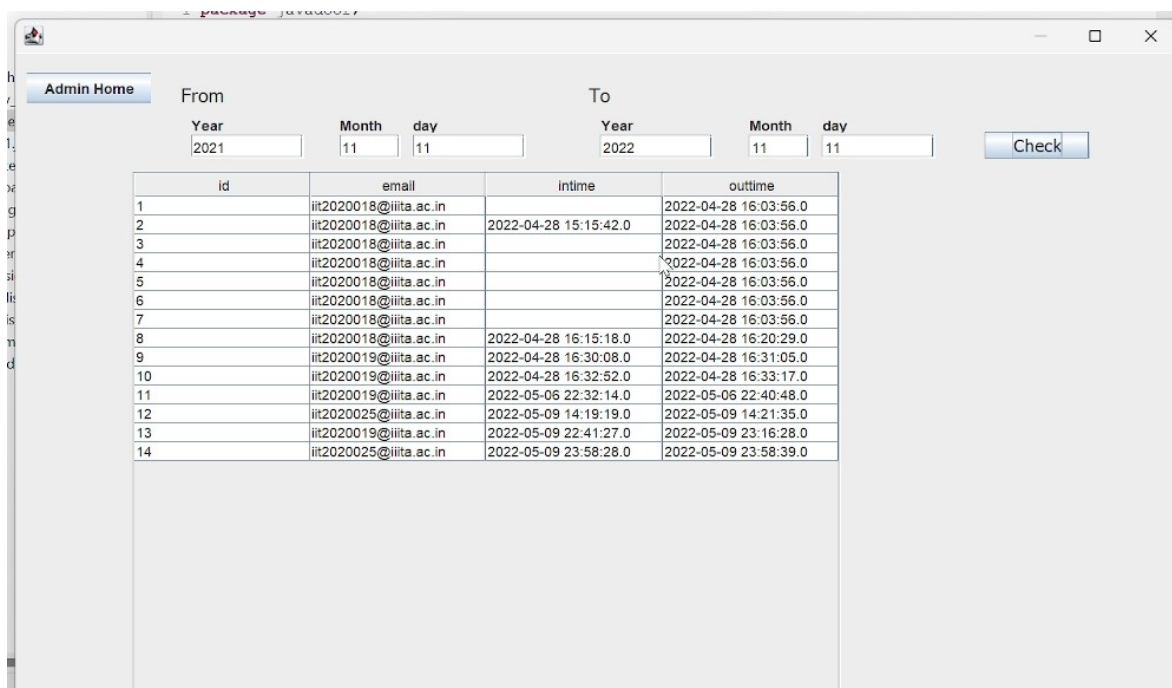 package javadoor;
Admin Home
From To
Year Month day Year Month day
2021 11 11 2022 11 11 Check
id email intime outtime
1 iit2020018@iiita.ac.in 2022-04-28 16:03:56.0
2 iit2020018@iiita.ac.in 2022-04-28 15:15:42.0 2022-04-28 16:03:56.0
3 iit2020018@iiita.ac.in 2022-04-28 16:03:56.0
4 iit2020018@iiita.ac.in 2022-04-28 16:03:56.0
5 iit2020018@iiita.ac.in 2022-04-28 16:03:56.0
6 iit2020018@iiita.ac.in 2022-04-28 16:03:56.0
7 iit2020018@iiita.ac.in 2022-04-28 16:03:56.0
8 iit2020018@iiita.ac.in 2022-04-28 16:15:18.0 2022-04-28 16:20:29.0
9 iit2020019@iiita.ac.in 2022-04-28 16:30:08.0 2022-04-28 16:31:05.0
10 iit2020019@iiita.ac.in 2022-04-28 16:32:52.0 2022-04-28 16:33:17.0
11 iit2020019@iiita.ac.in 2022-05-06 22:32:14.0 2022-05-06 22:40:48.0
12 iit2020025@iiita.ac.in 2022-05-09 14:19:19.0 2022-05-09 14:21:35.0
13 iit2020019@iiita.ac.in 2022-05-09 22:41:27.0 2022-05-09 23:16:28.0
14 iit2020025@iiita.ac.in 2022-05-09 23:58:28.0 2022-05-09 23:58:39.0